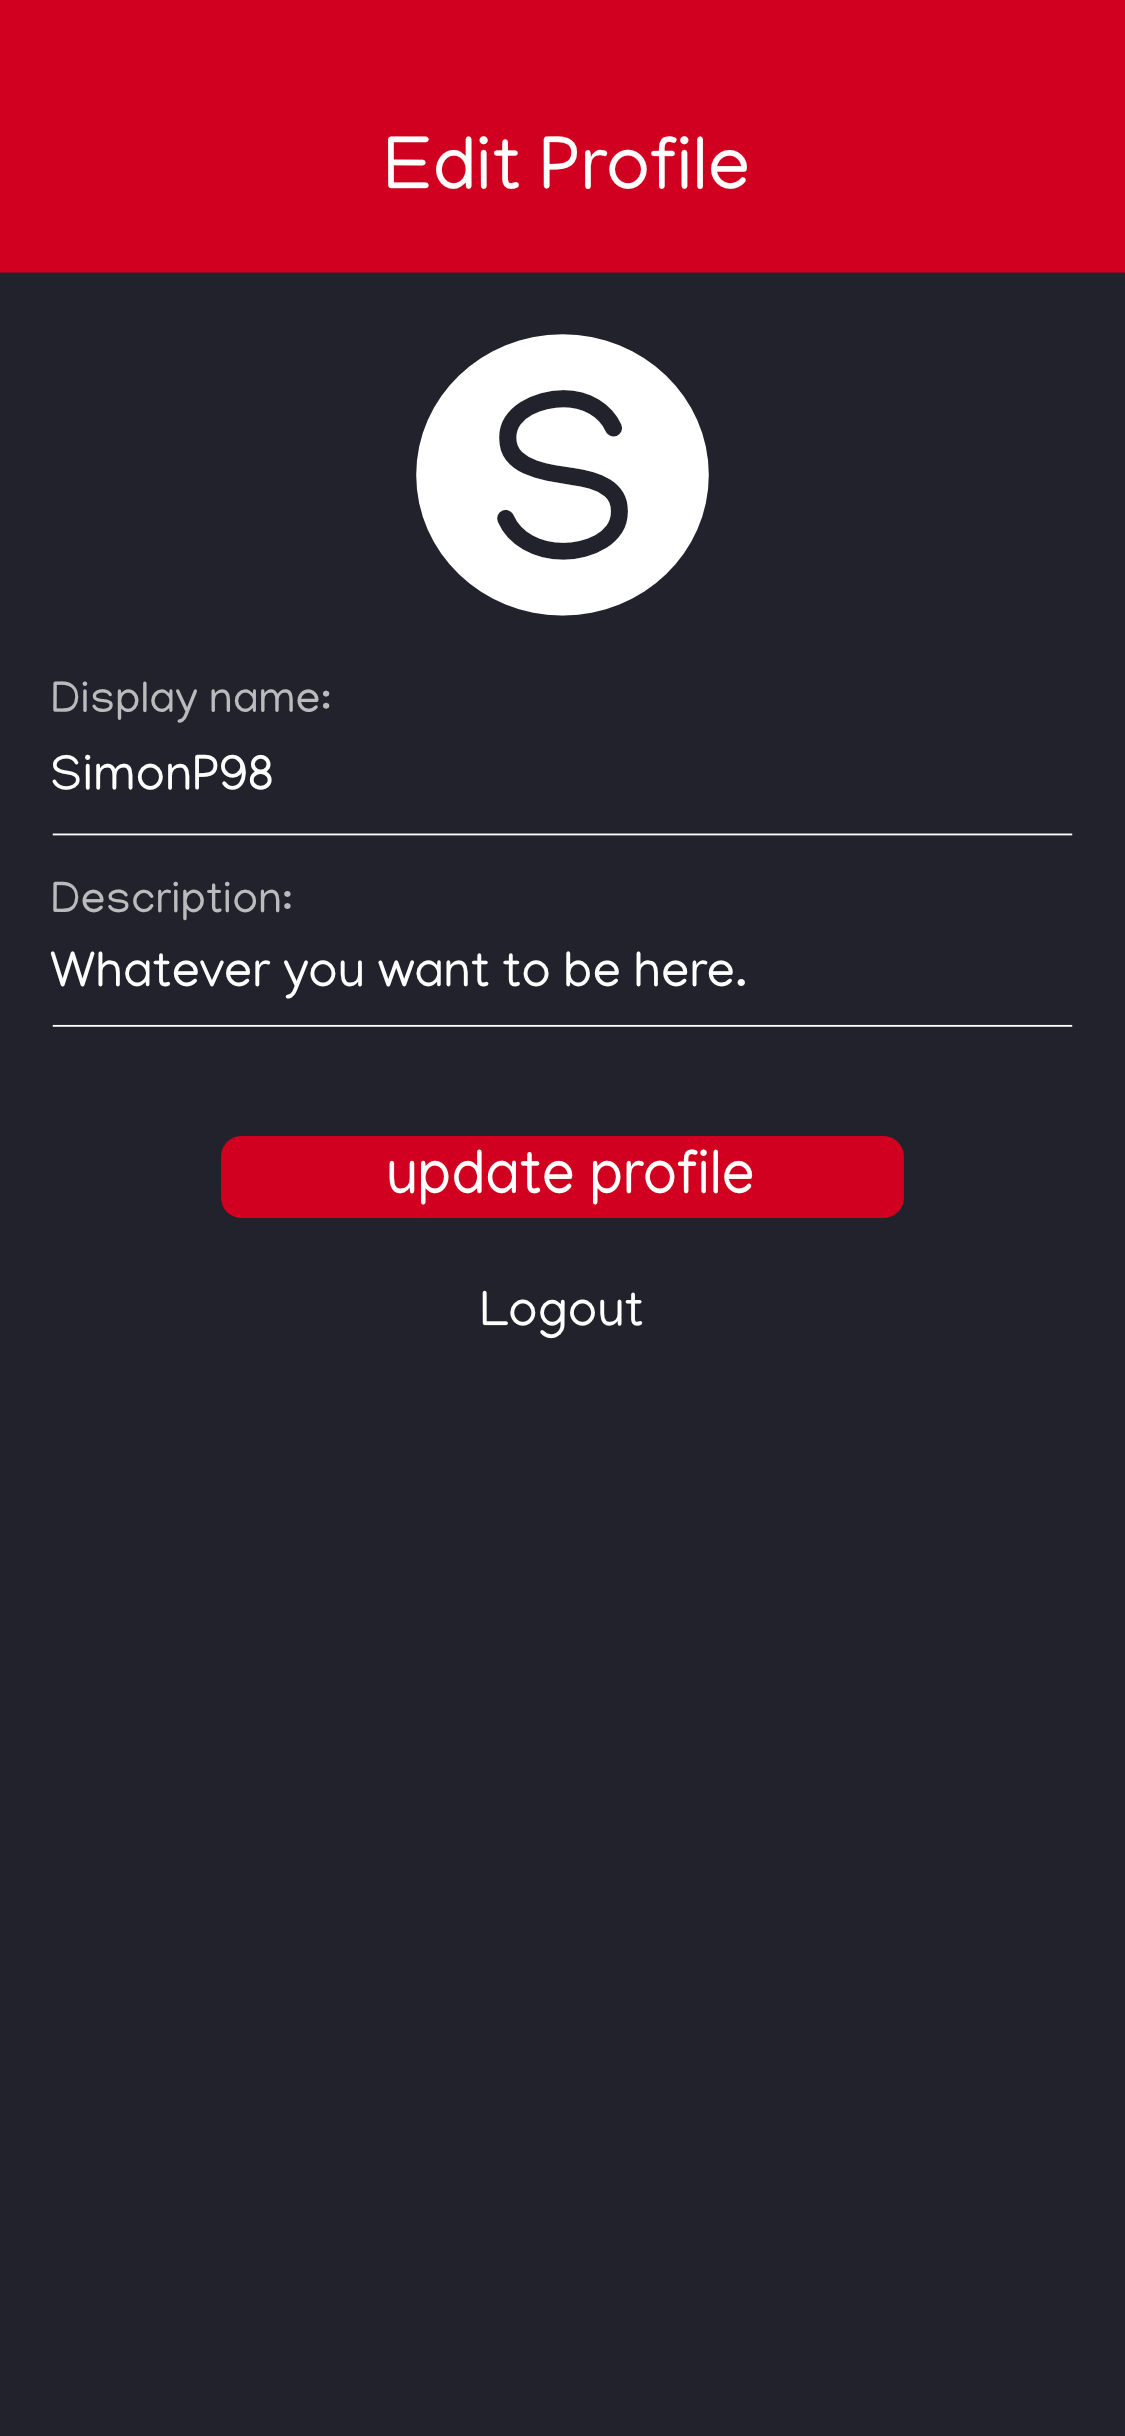 Edit Profile
S
Display name:
SimonP98
Description:
Whatever you want to be here.
update profile
Logout